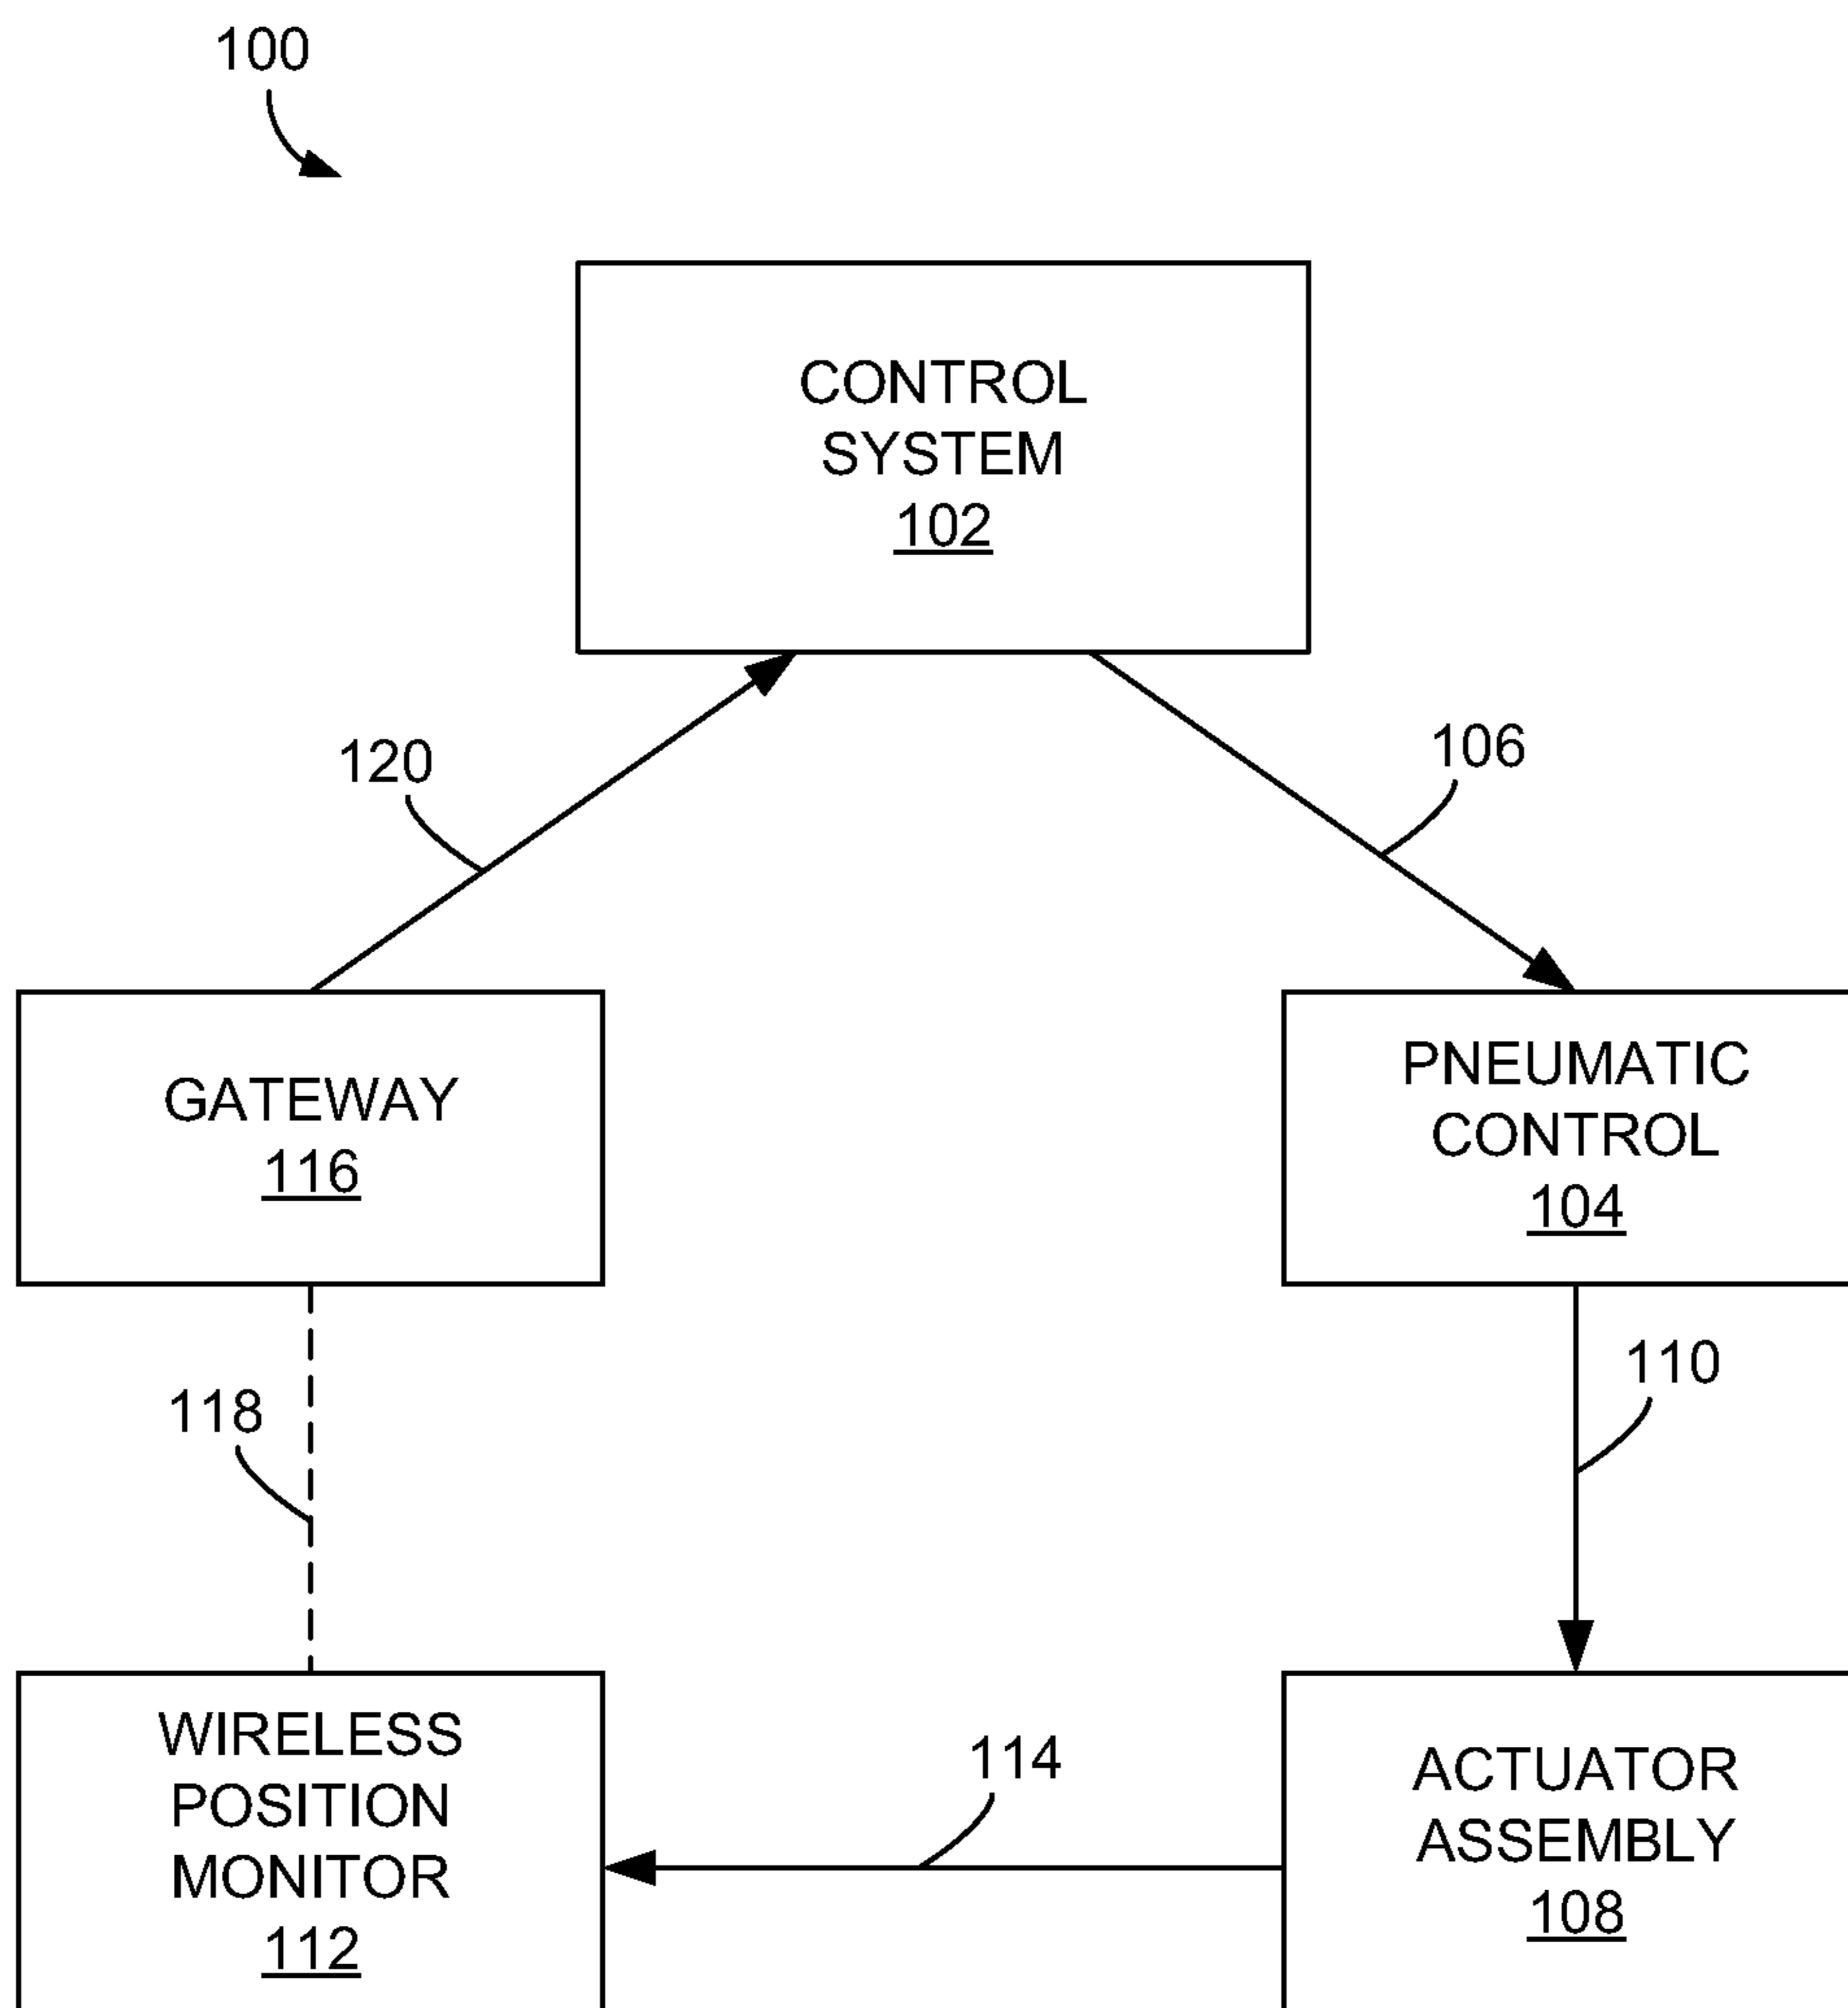 100
CONTROL
SYSTEM
102
120
106
GATEWAY
116
PNEUMATIC
CONTROL
104
118
110
WIRELESS
POSITION
MONITOR
112
114
ACTUATOR
ASSEMBLY
108